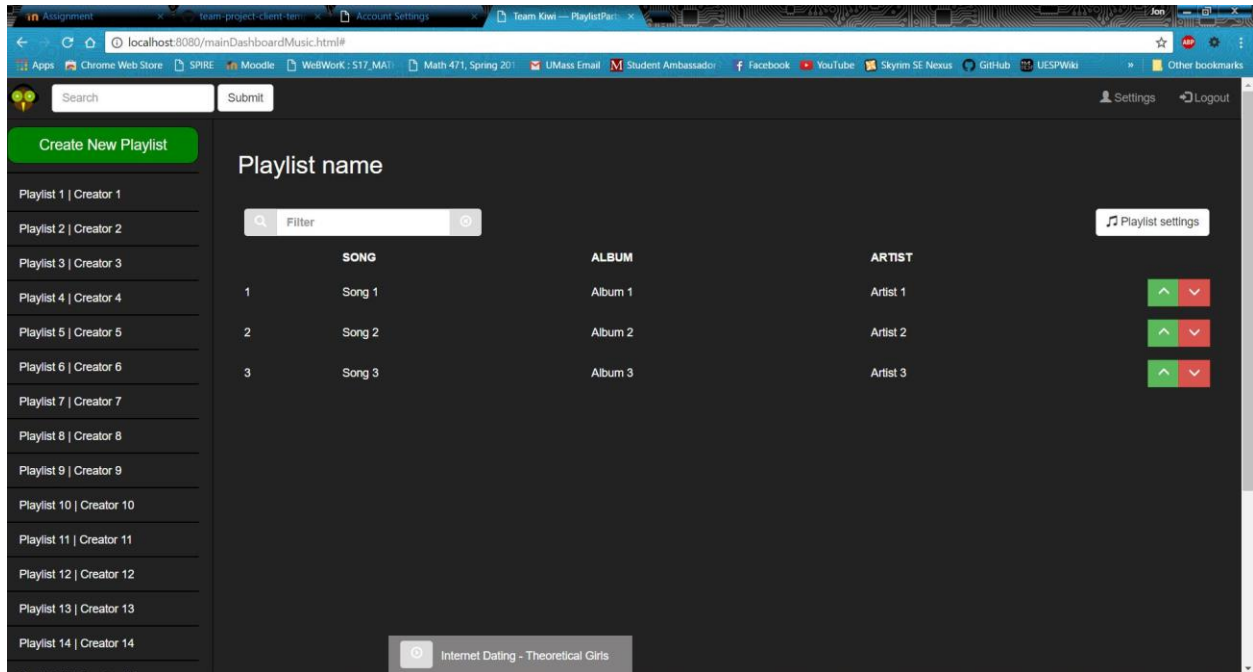 Assignment
team-project-client-tem
Account Settings
Team Kiwi — PlaylistPart
Jon
localhost:8080/mainDashboardMusic.html#
Apps Chrome Web Store SPIRE Moodle WeBWorK : S17_MAT Math 471, Spring 201 UMass Email Student Ambassador Facebook YouTube Skyrim SE Nexus GitHub UESPWiki » Other bookmarks
Search Submit Settings Logout
Create New Playlist
Playlist name
Playlist 1 | Creator 1
Playlist 2 | Creator 2
Playlist 3 | Creator 3
Playlist 4 | Creator 4
Playlist 5 | Creator 5
Playlist 6 | Creator 6
Playlist 7 | Creator 7
Playlist 8 | Creator 8
Playlist 9 | Creator 9
Playlist 10 | Creator 10
Playlist 11 | Creator 11
Playlist 12 | Creator 12
Playlist 13 | Creator 13
Playlist 14 | Creator 14
Filter Playlist settings
SONG ALBUM ARTIST
1 Song 1 Album 1 Artist 1
2 Song 2 Album 2 Artist 2
3 Song 3 Album 3 Artist 3
Internet Dating - Theoretical Girls